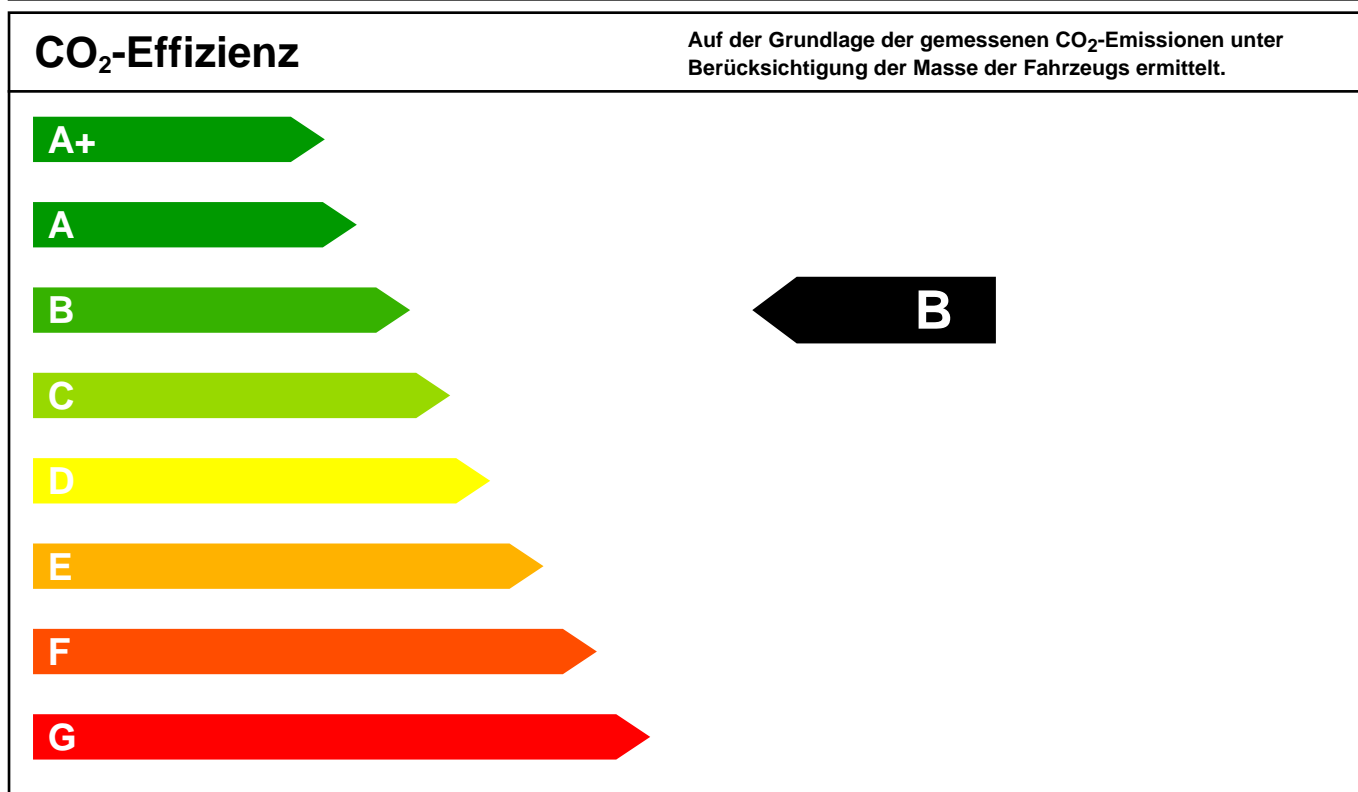 CO₂-Effizienz
Auf der Grundlage der gemessenen CO₂-Emissionen unter
Berücksichtigung der Masse der Fahrzeugs ermittelt.
A+
A
B
B
C
D
E
F
G